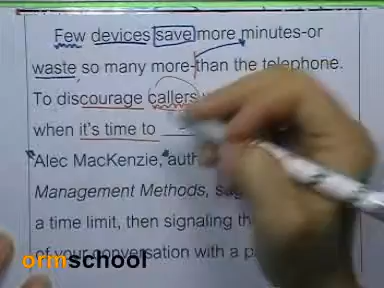 Few devices save more minutes-or
waste so many more-than the telephone.
To discourage callers
when it's time to
Alec MacKenzie, auth
Management Methods, su
a time limit, then signaling th
of your conversation with a p
ormschool